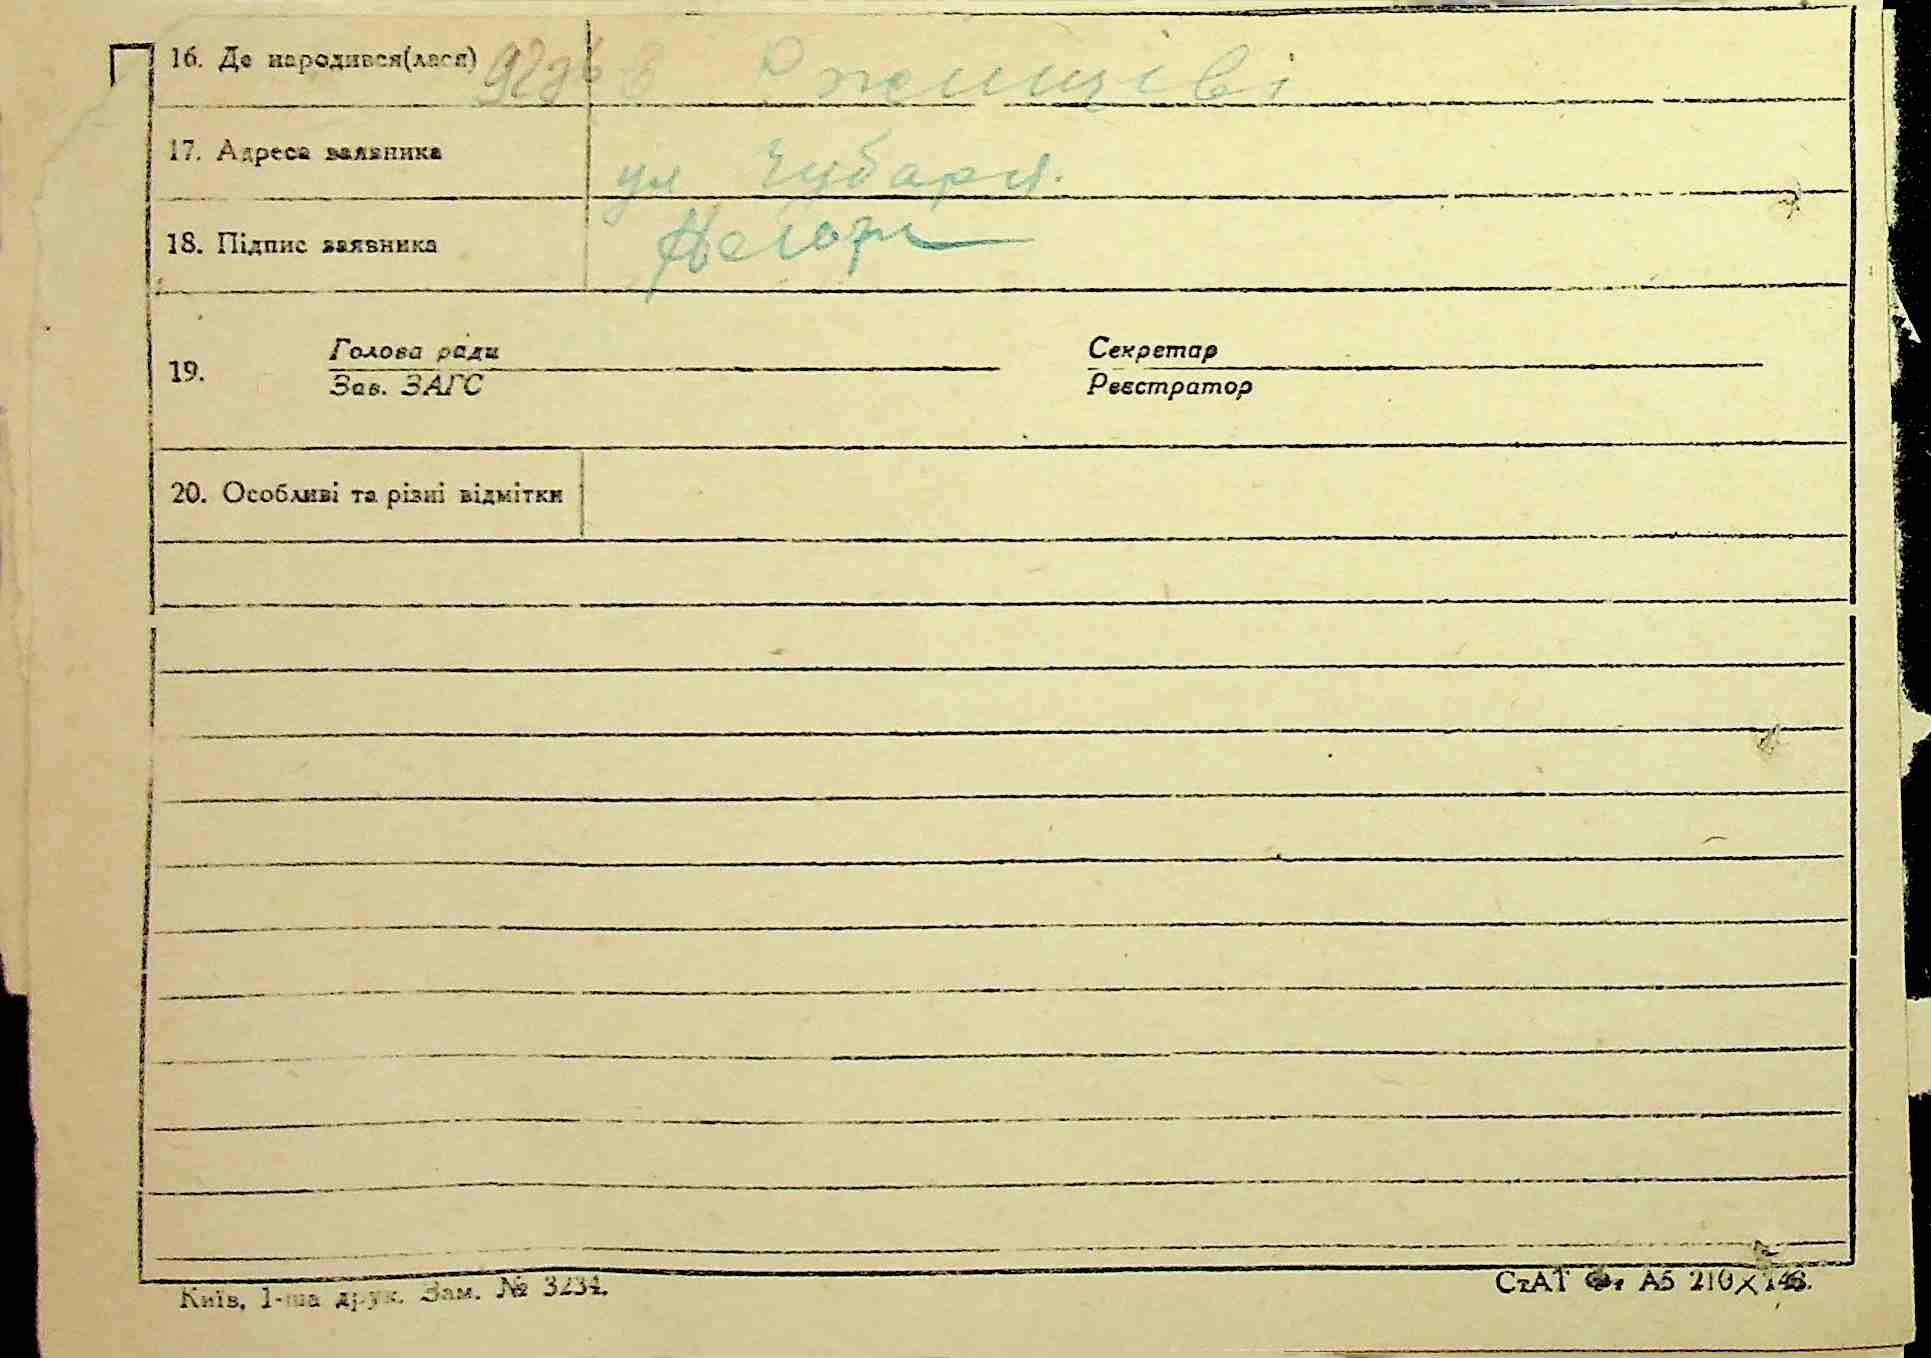 16. Де народився(лася) в Ржищіві
17. Адреса заявника ул Чубаря.
18. Підпис заявника
19. Голова ради Секретар
Зав. ЗАГС Реєстратор
20. Особливі та різні відмітки
Київ, 1-ша друк. Зам. № 3234. СтАТ Ф. А5 210×148.